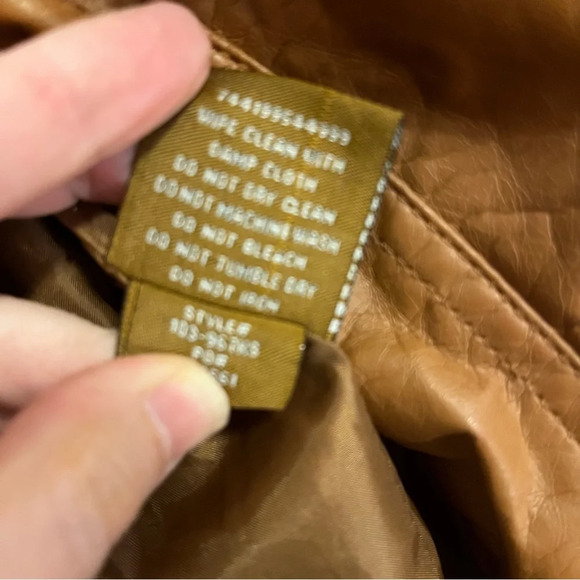 WIPE CLEAN WITH
DAMP CLOTH
DO NOT DRY CLEAN
DO NOT MACHINE WASH
DO NOT BLEACH
DO NOT TUMBLE DRY
DO NOT IRON
STYLE#
PO#